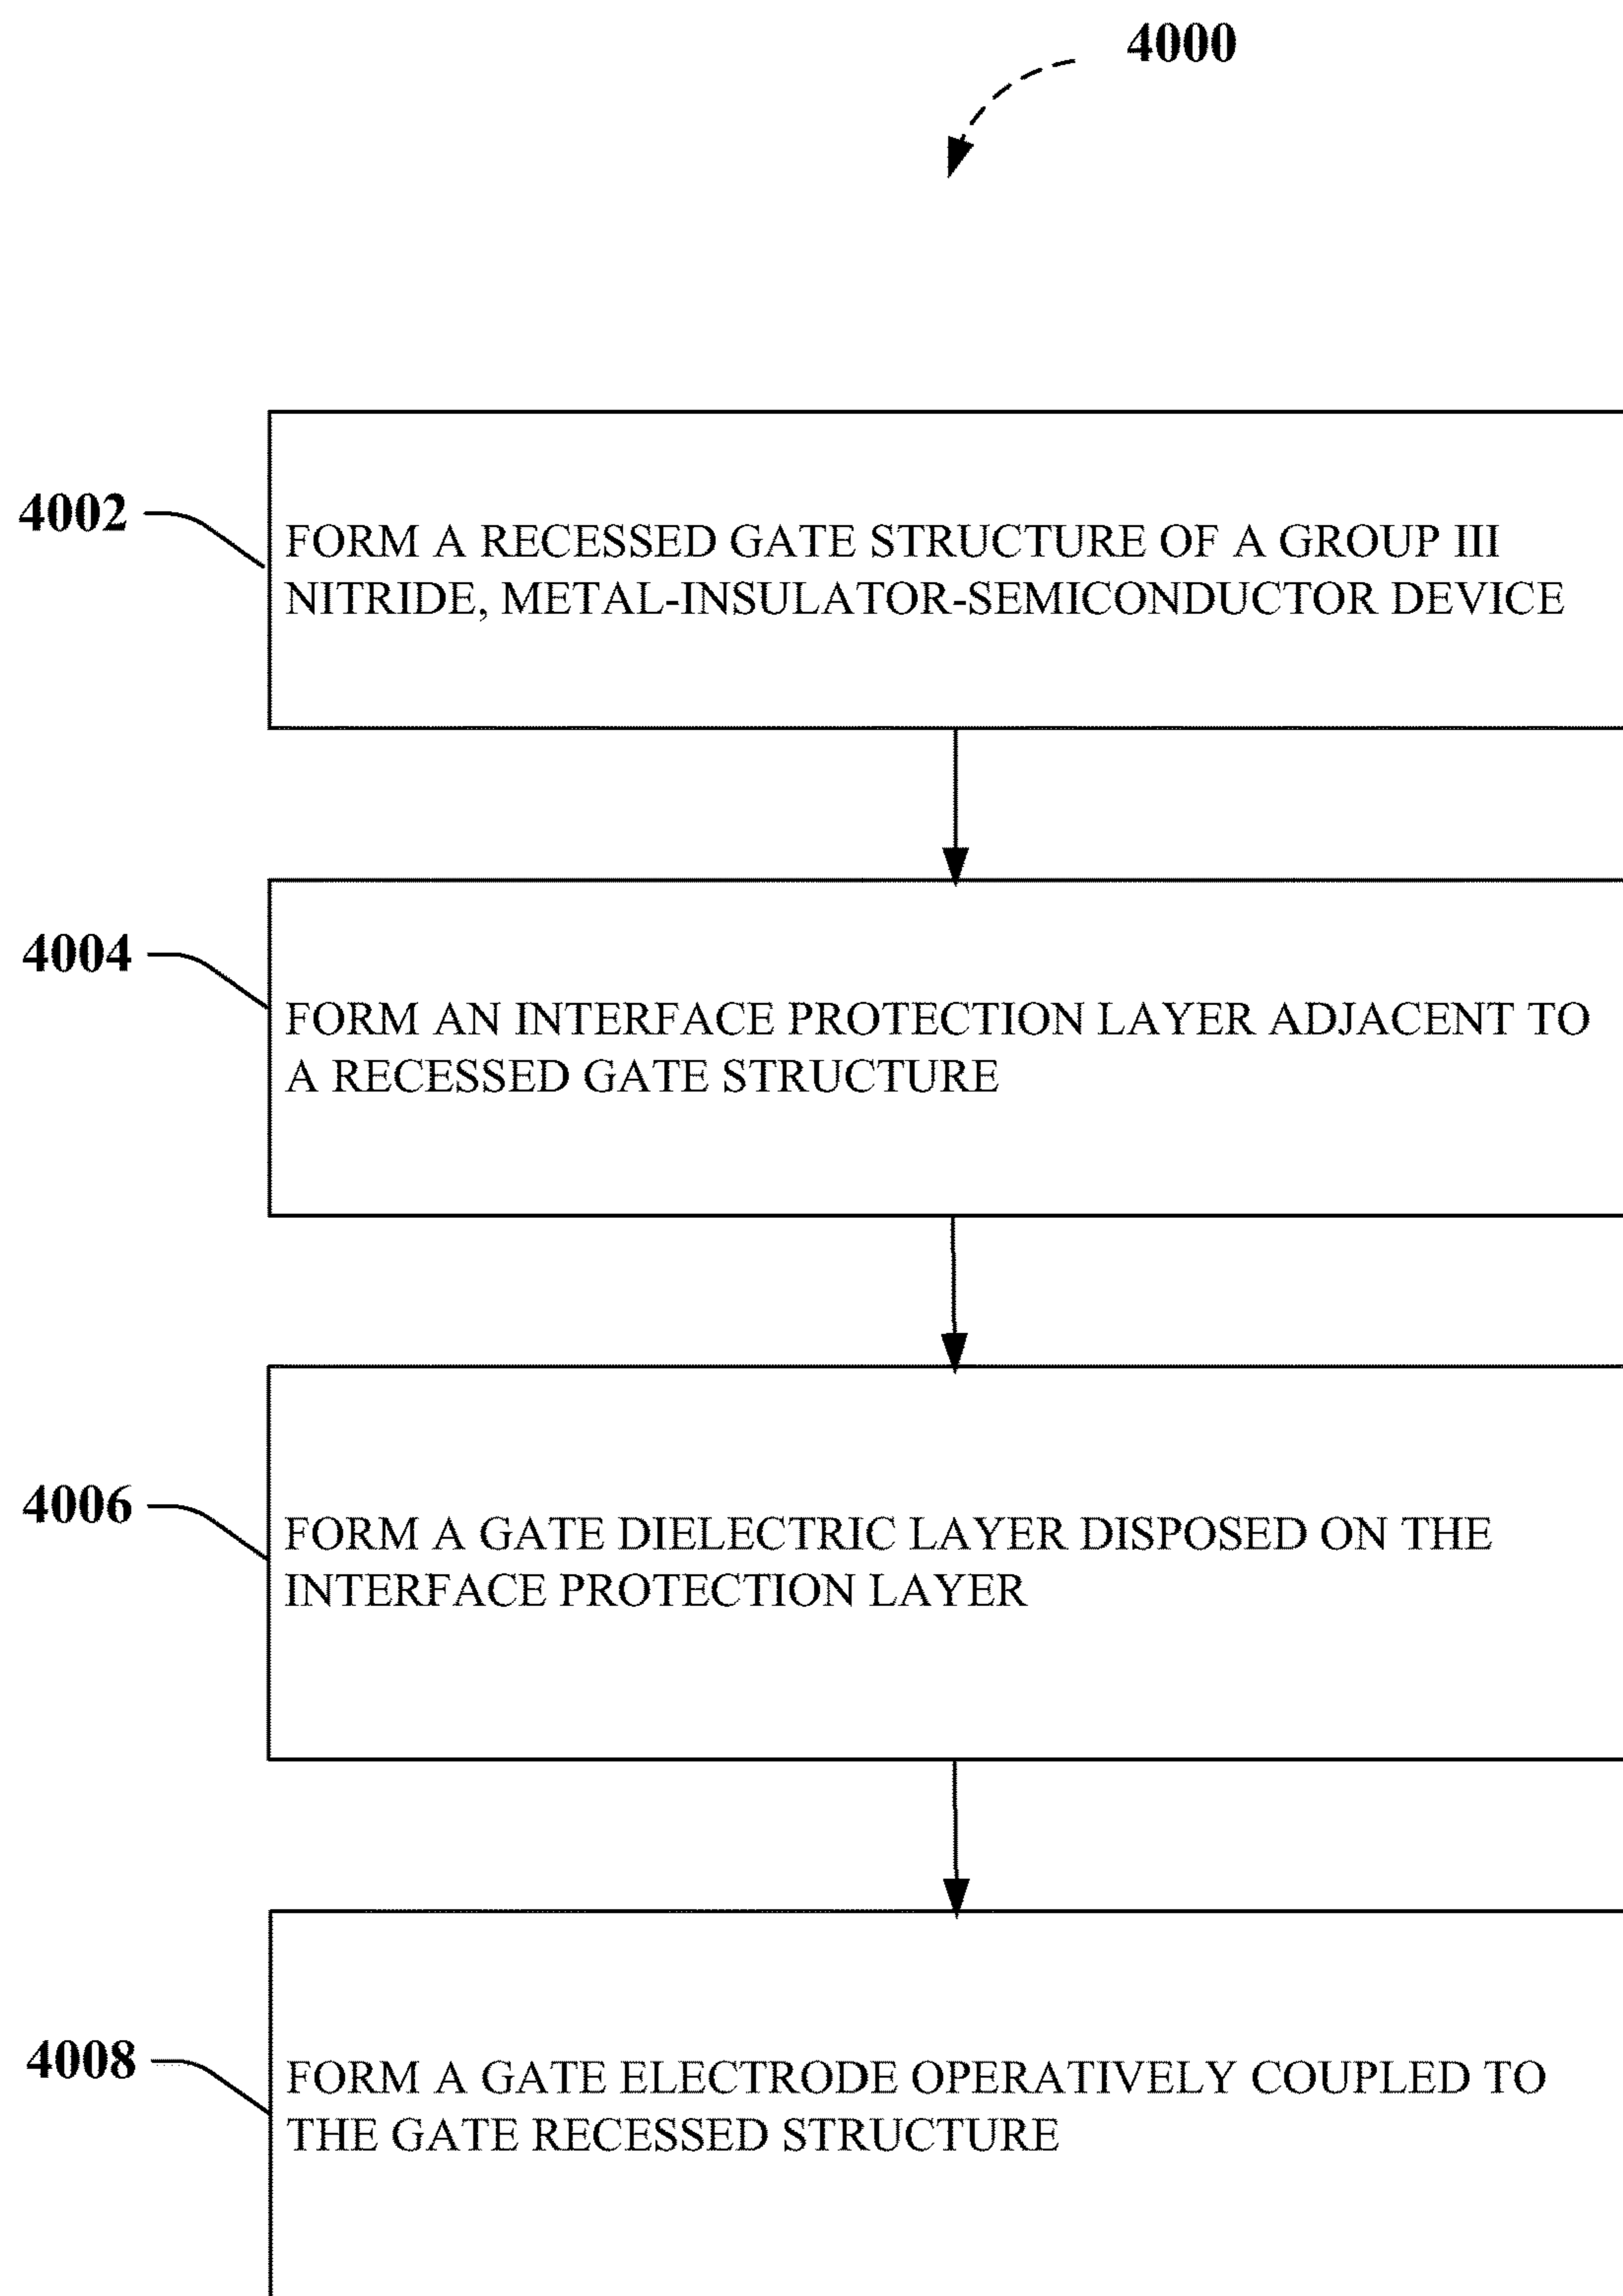 4000
4002
FORM A RECESSED GATE STRUCTURE OF A GROUP III
NITRIDE, METAL-INSULATOR-SEMICONDUCTOR DEVICE
4004
FORM AN INTERFACE PROTECTION LAYER ADJACENT TO
A RECESSED GATE STRUCTURE
4006
FORM A GATE DIELECTRIC LAYER DISPOSED ON THE
INTERFACE PROTECTION LAYER
4008
FORM A GATE ELECTRODE OPERATIVELY COUPLED TO
THE GATE RECESSED STRUCTURE